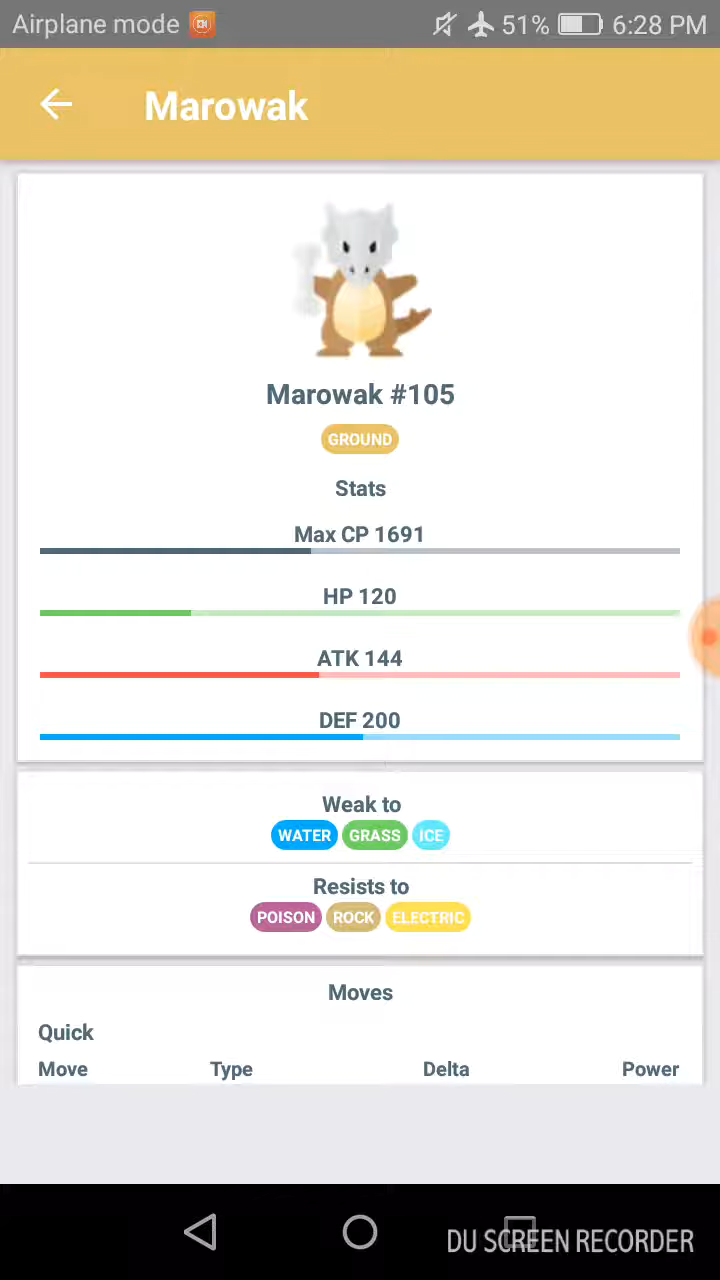 Airplane mode 51% 6:28 PM
Marowak
Marowak #105
GROUND
Stats
Max CP 1691
HP 120
ATK 144
DEF 200
Weak to
WATER GRASS ICE
Resists to
POISON ROCK ELECTRIC
Moves
Quick
Move Type Delta Power
DU SCREEN RECORDER